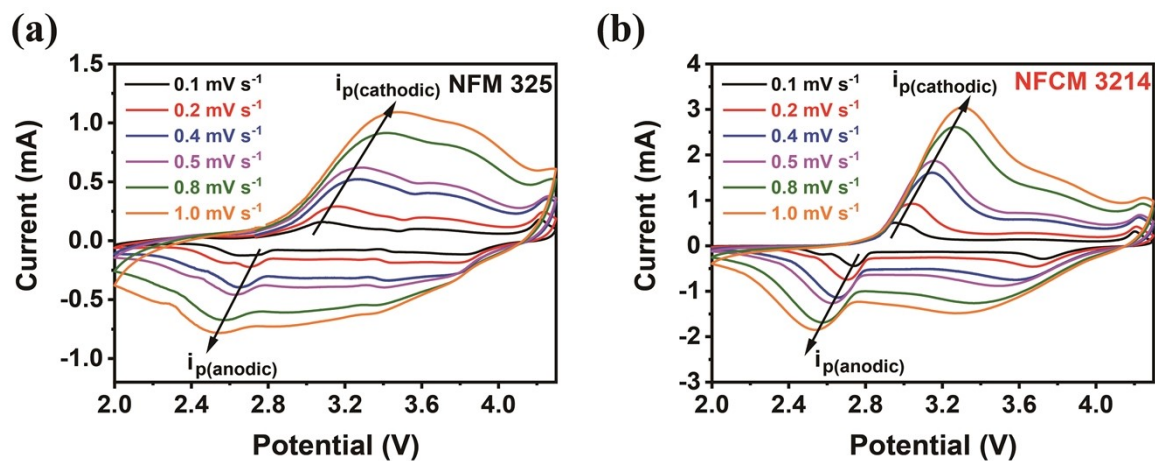 (a)
1.5
1.0
0.5
0.0
-0.5
-1.0
Current (mA)
0.1 mV s⁻¹
0.2 mV s⁻¹
0.4 mV s⁻¹
0.5 mV s⁻¹
0.8 mV s⁻¹
1.0 mV s⁻¹
ip(cathodic)
NFM 325
ip(anodic)
2.0 2.4 2.8 3.2 3.6 4.0
Potential (V)
(b)
4
3
2
1
0
-1
-2
-3
Current (mA)
0.1 mV s⁻¹
0.2 mV s⁻¹
0.4 mV s⁻¹
0.5 mV s⁻¹
0.8 mV s⁻¹
1.0 mV s⁻¹
ip(cathodic)
NFCM 3214
ip(anodic)
2.0 2.4 2.8 3.2 3.6 4.0
Potential (V)